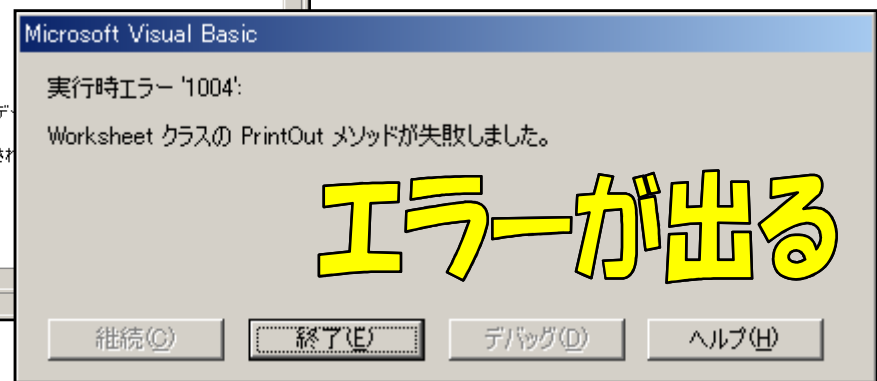 Microsoft Visual Basic
実行時エラー '1004':
Worksheet クラスの PrintOut メソッドが失敗しました。
エラーが出る
継続(C)
終了(E)
デバッグ(D)
ヘルプ(H)